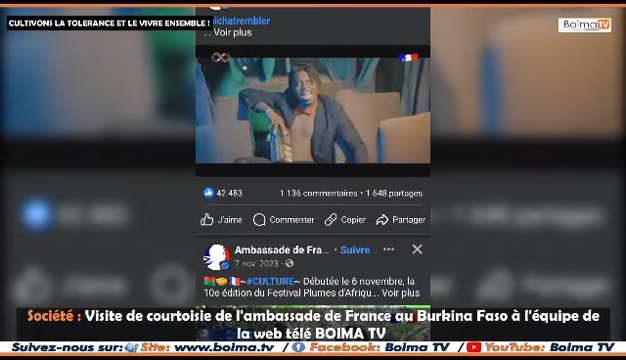 CULTIVONS LA TOLERANCE ET LE VIVRE ENSEMBLE !
Boima TV
lchatrembler
... Voir plus
42 483
1 136 commentaires • 1 648 partages
J'aime
Commenter
Copier
Partager
Ambassade de Fra... • Suivre
7 nov. 2023 •
~#CULTURE~ Débutée le 6 novembre, la
10e édition du Festival Plumes d'Afriqu... Voir plus
Société : Visite de courtoisie de l'ambassade de France au Burkina Faso à l'équipe de
la web télé BOIMA TV
Suivez-nous sur: Site: www.boima.tv / Facebook: Boima TV / YouTube: Boima TV